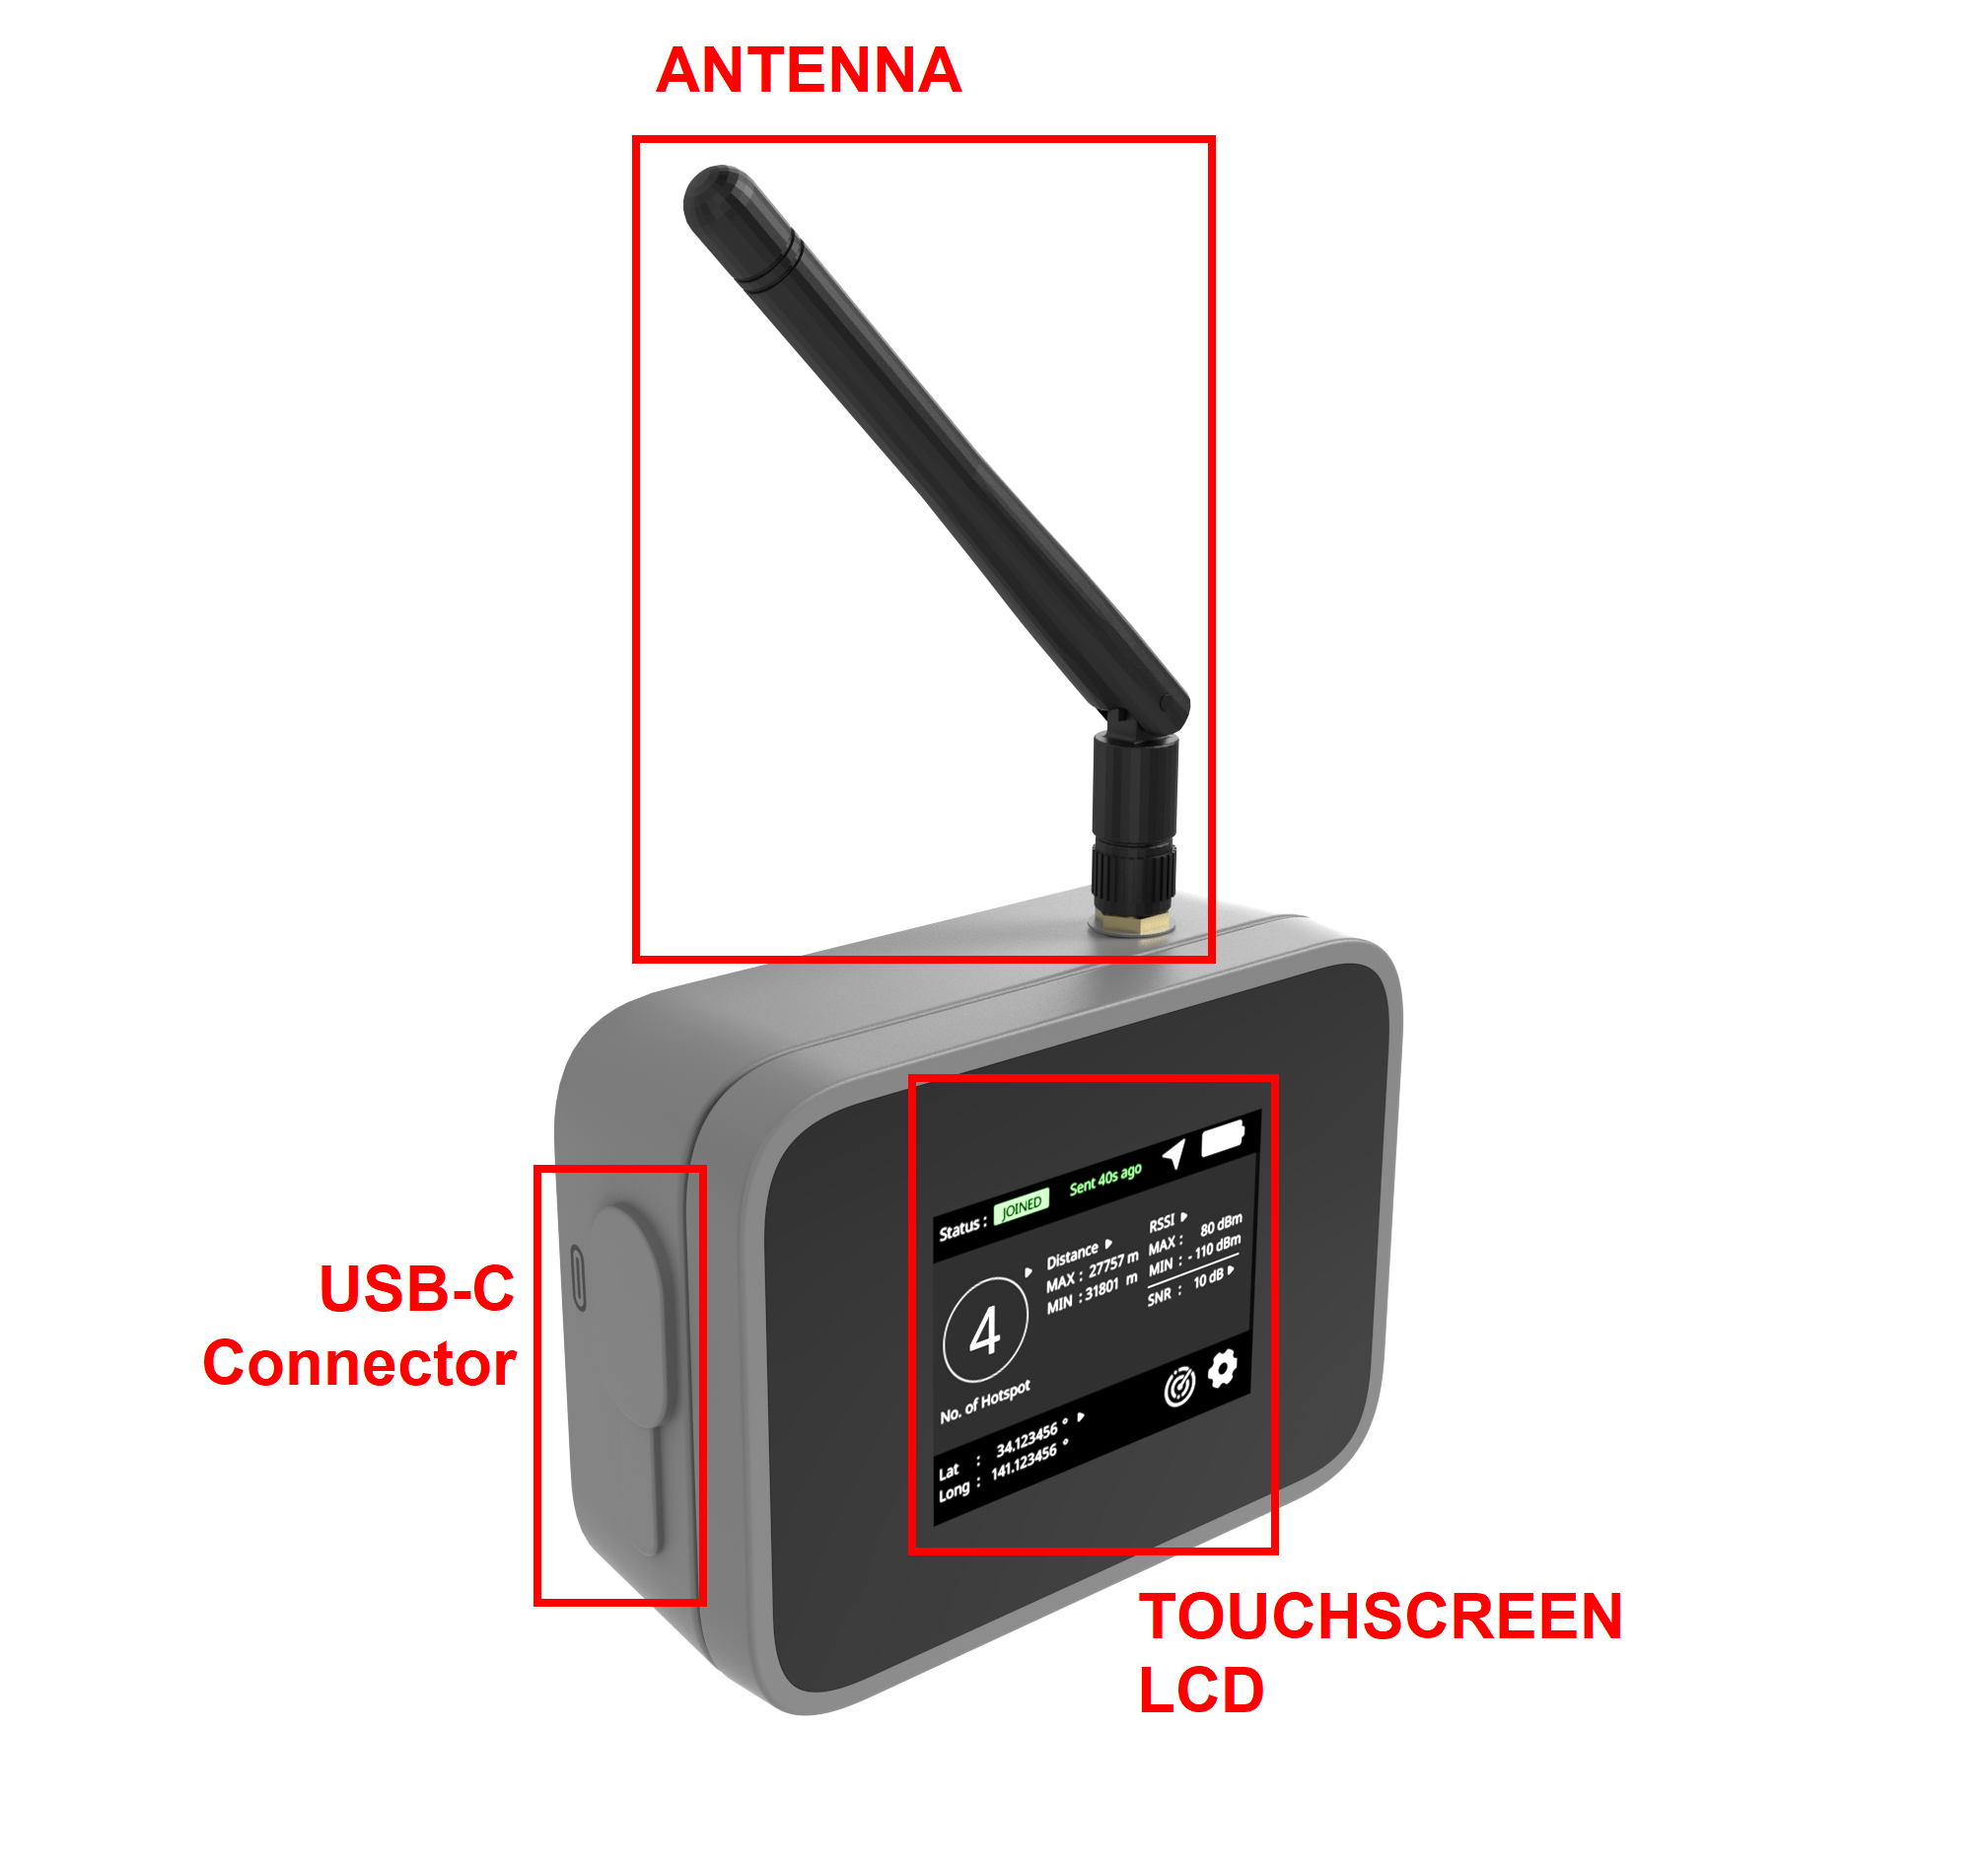 ANTENNA
Status : JOINED Sent 40s ago
Distance
MAX : 27757 m
MIN : 31801 m
RSSI
MAX : 80 dBm
MIN : - 110 dBm
SNR : 10 dB
4
No. of Hotspot
Lat : 34.123456 °
Long : 141.123456 °
USB-C
Connector
TOUCHSCREEN
LCD